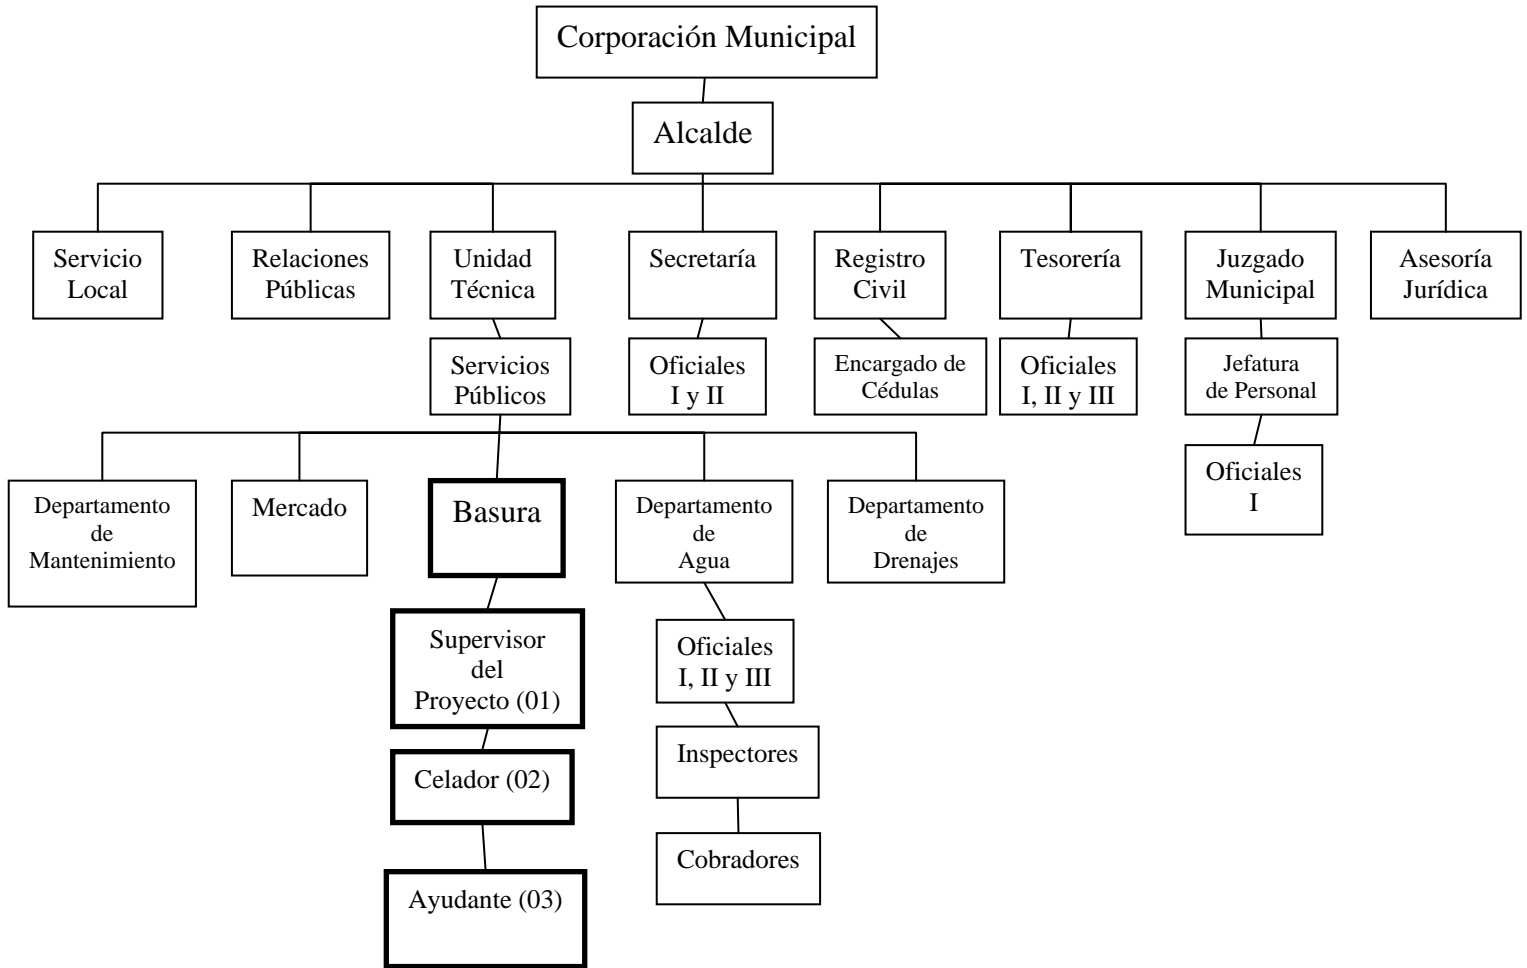 Corporación Municipal
Alcalde
Servicio
Local
Relaciones
Públicas
Unidad
Técnica
Secretaría
Registro
Civil
Tesorería
Juzgado
Municipal
Asesoría
Jurídica
Servicios
Públicos
Oficiales
I y II
Encargado de
Cédulas
Oficiales
I, II y III
Jefatura
de Personal
Oficiales
I
Departamento
de
Mantenimiento
Mercado
Basura
Departamento
de
Agua
Departamento
de
Drenajes
Supervisor
del
Proyecto (01)
Oficiales
I, II y III
Celador (02)
Inspectores
Ayudante (03)
Cobradores